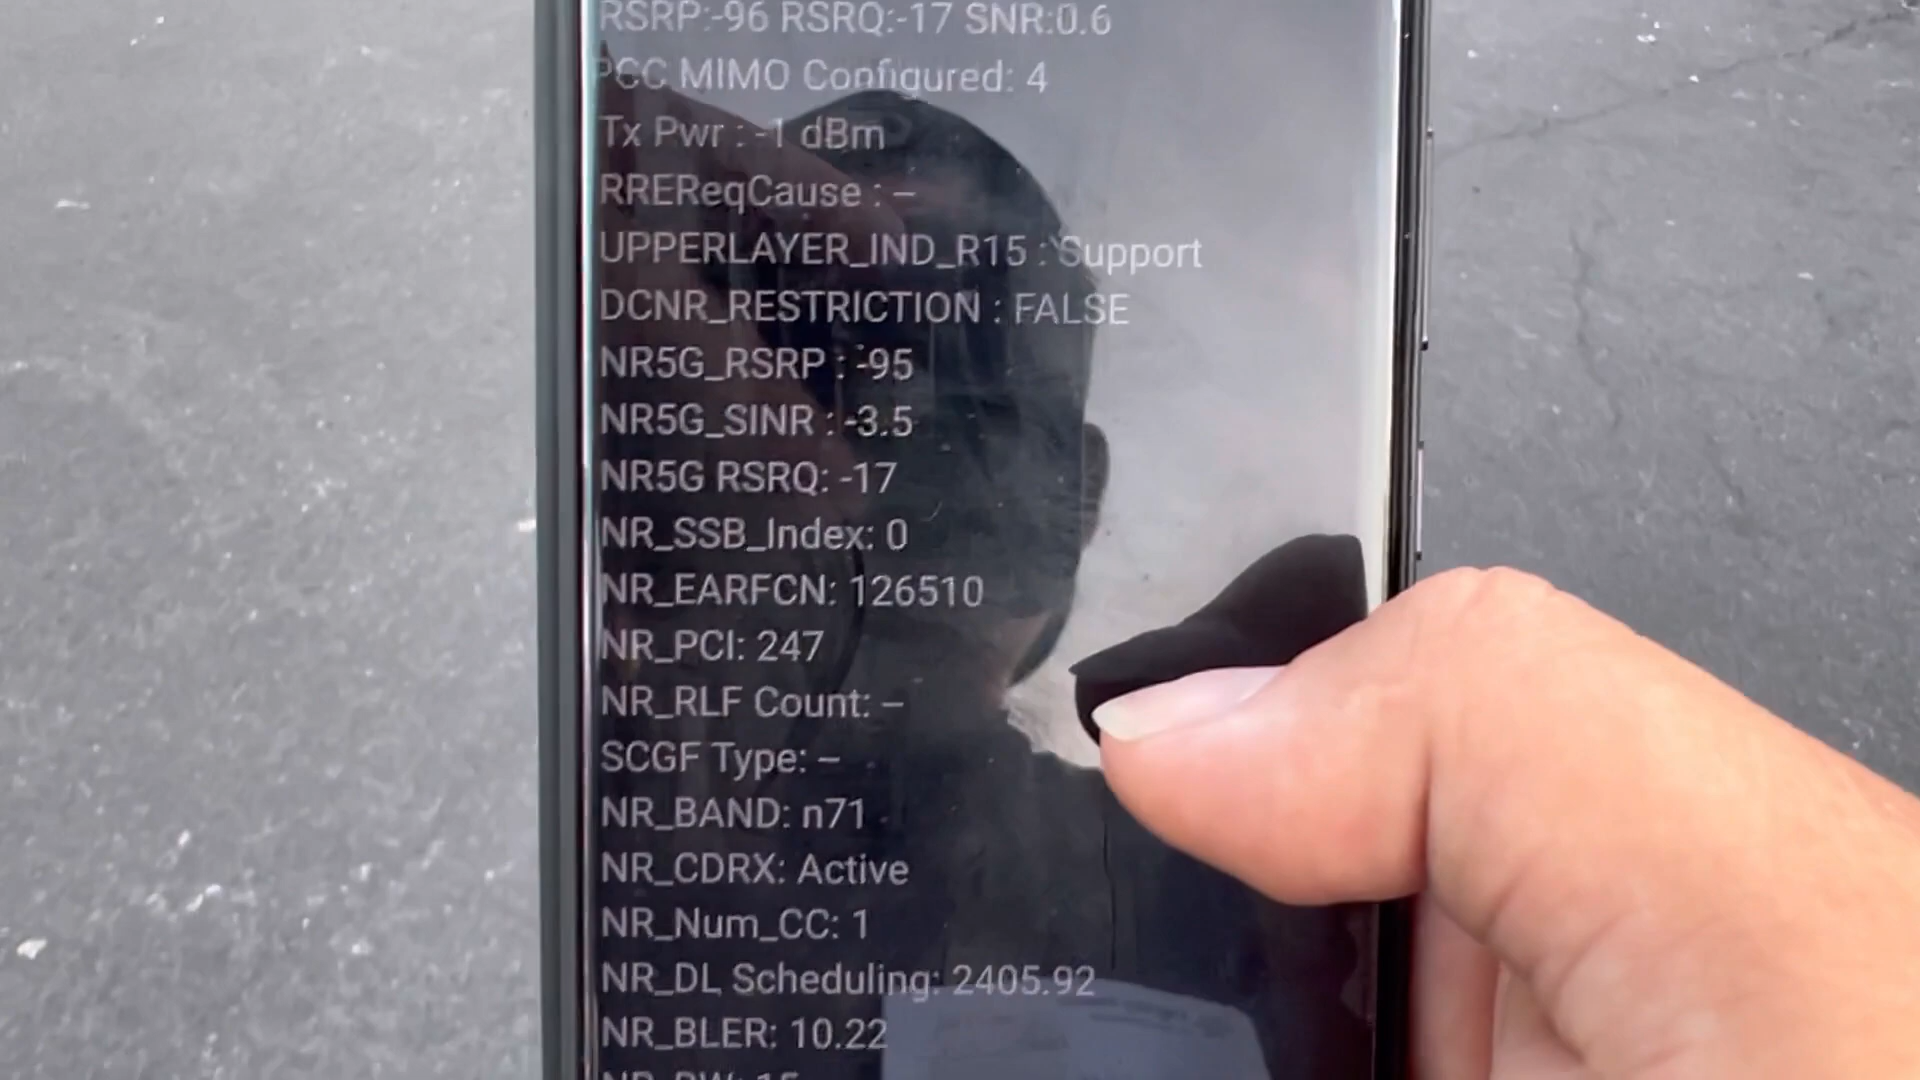 RSRP:-96 RSRQ:-17 SNR:0.6
PCC MIMO Configured: 4
Tx Pwr : -1 dBm
RREReqCause : –
UPPERLAYER_IND_R15 : Support
DCNR_RESTRICTION : FALSE
NR5G_RSRP : -95
NR5G_SINR : -3.5
NR5G RSRQ: -17
NR_SSB_Index: 0
NR_EARFCN: 126510
NR_PCI: 247
NR_RLF Count: –
SCGF Type: –
NR_BAND: n71
NR_CDRX: Active
NR_Num_CC: 1
NR_DL Scheduling: 2405.92
NR_BLER: 10.22
NR_BW: 15